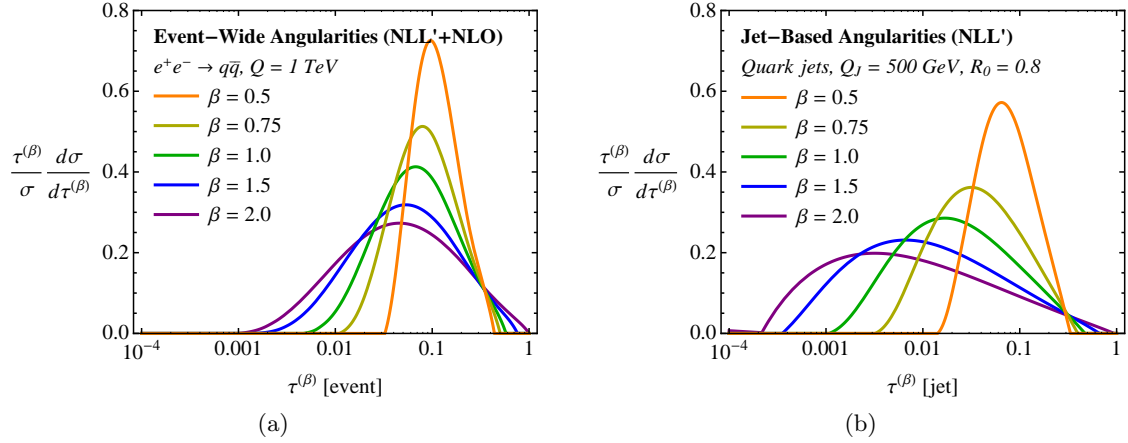 Event−Wide Angularities (NLL'+NLO)
e⁺e⁻ → qq̅, Q = 1 TeV
β = 0.5
β = 0.75
β = 1.0
β = 1.5
β = 2.0
τ^(β)/σ dσ/dτ^(β)
0.8
0.6
0.4
0.2
0.0
10⁻⁴ 0.001 0.01 0.1 1
τ^(β) [event]
(a)
Jet−Based Angularities (NLL')
Quark jets, Q_J = 500 GeV, R₀ = 0.8
β = 0.5
β = 0.75
β = 1.0
β = 1.5
β = 2.0
τ^(β)/σ dσ/dτ^(β)
0.8
0.6
0.4
0.2
0.0
10⁻⁴ 0.001 0.01 0.1 1
τ^(β) [jet]
(b)